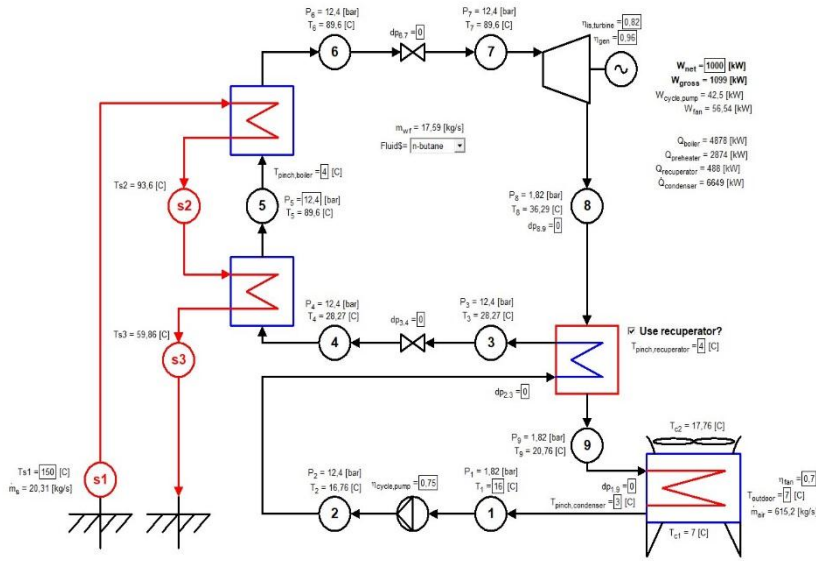 P6 = 12,4 [bar]
T6 = 89,6 [C]
6
dp6,7 = 0
P7 = 12,4 [bar]
T7 = 89,6 [C]
7
ηis,turbine = 0,82
ηgen = 0,96
Wnet = 1000 [kW]
Wgross = 1099 [kW]
Wcycle,pump = 42,5 [kW]
Wfan = 56,54 [kW]
mwf = 17,59 [kg/s]
Fluid$= n-butane
Qboiler = 4878 [kW]
Qpreheater = 2874 [kW]
Qrecuperator = 488 [kW]
Q̇condenser = 6649 [kW]
Tpinch,boiler = 4 [C]
Ts2 = 93,6 [C]
s2
5
P5 = 12,4 [bar]
T5 = 89,6 [C]
P8 = 1,82 [bar]
T8 = 36,29 [C]
dp8,9 = 0
8
P4 = 12,4 [bar]
T4 = 28,27 [C]
4
dp3,4 = 0
P3 = 12,4 [bar]
T3 = 28,27 [C]
3
Use recuperator?
Tpinch,recuperator = 4 [C]
Ts3 = 59,86 [C]
s3
dp2,3 = 0
P9 = 1,82 [bar]
T9 = 20,76 [C]
9
Tc2 = 17,76 [C]
Ts1 = 150 [C]
ṁs = 20,31 [kg/s]
s1
P2 = 12,4 [bar]
T2 = 16,76 [C]
2
ηcycle,pump = 0,75
P1 = 1,82 [bar]
T1 = 16 [C]
1
dp1,9 = 0
Tpinch,condenser = 3 [C]
ηfan = 0,7
Toutdoor = 7 [C]
ṁair = 615,2 [kg/s]
Tc1 = 7 [C]